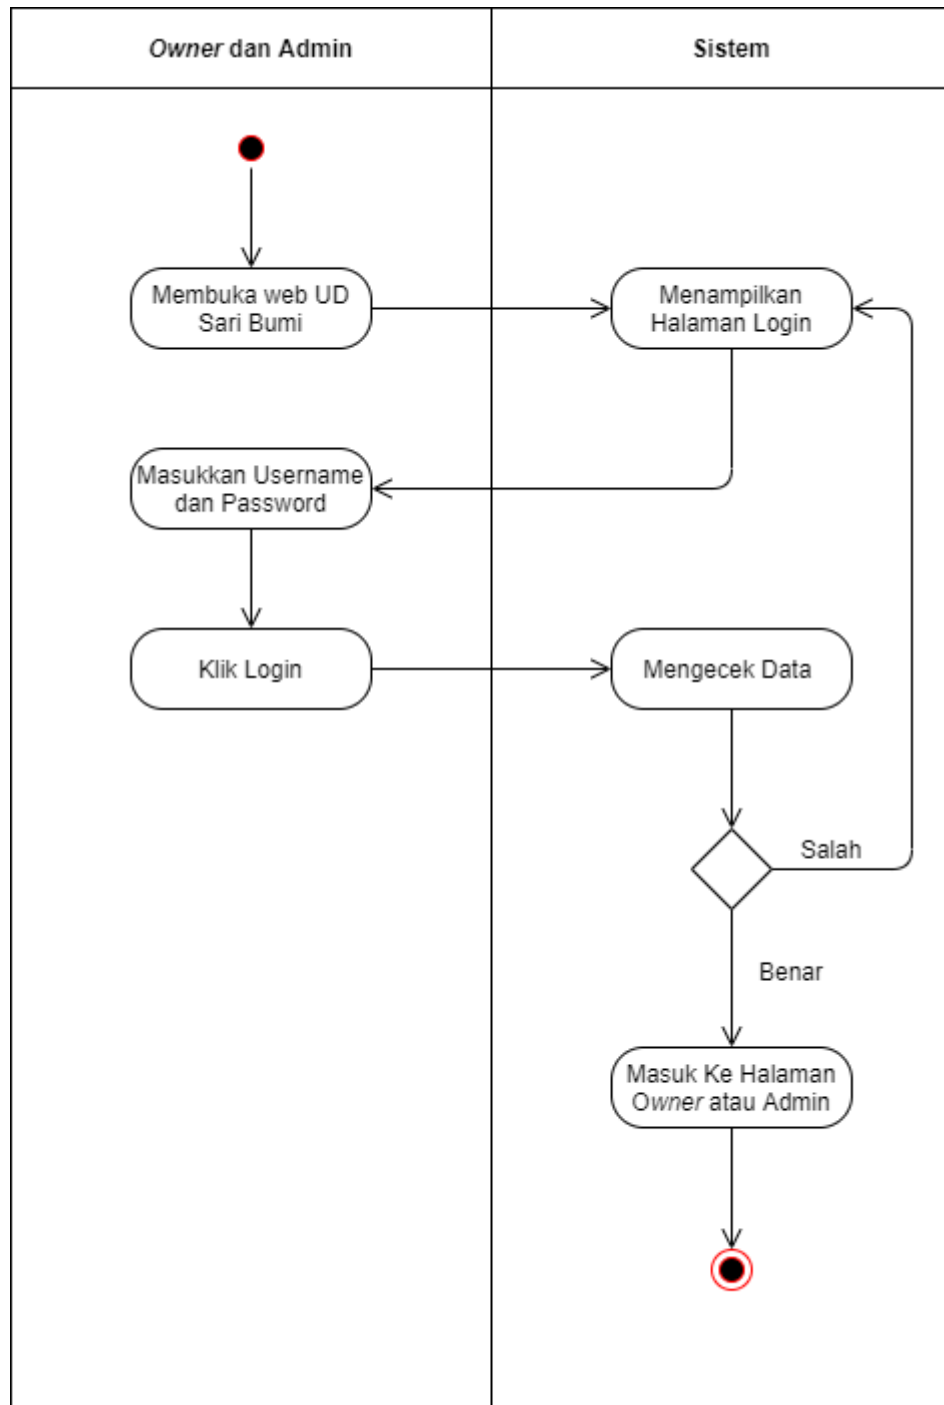 Owner dan Admin
Sistem
Membuka web UD
Sari Bumi
Menampilkan
Halaman Login
Masukkan Username
dan Password
Klik Login
Mengecek Data
Salah
Benar
Masuk Ke Halaman
Owner atau Admin